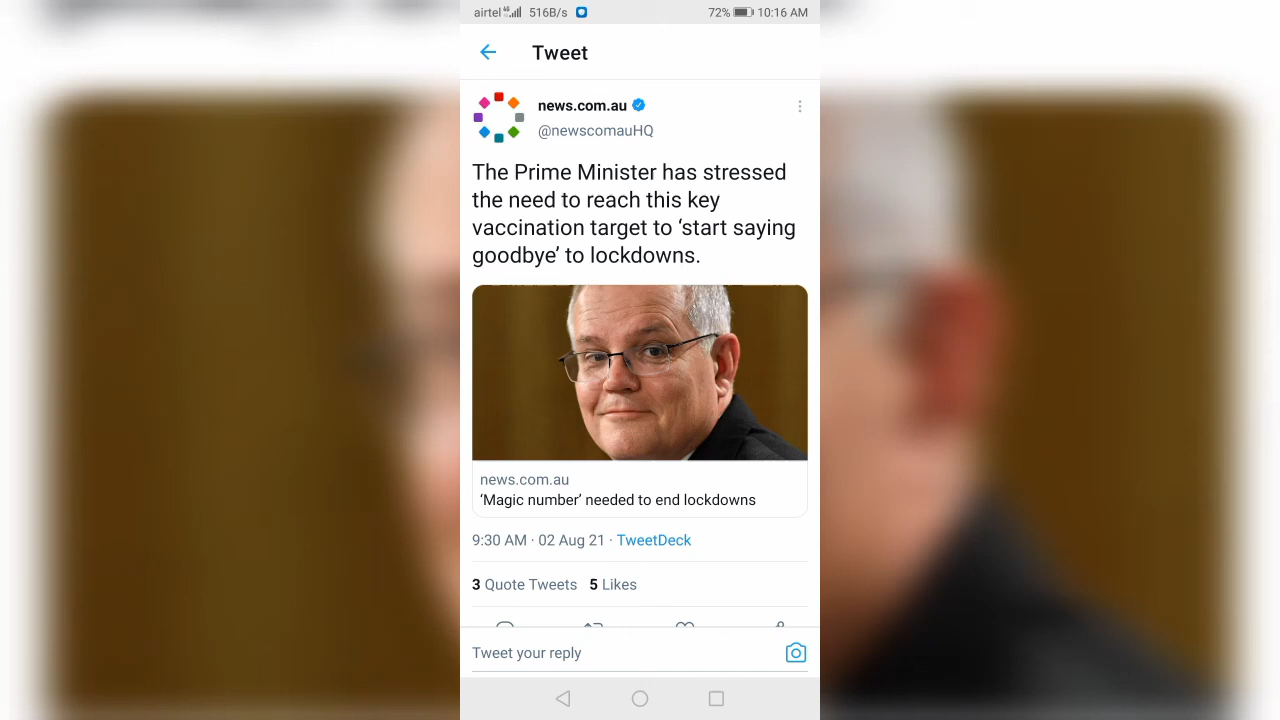 airtel 4G 516B/s 72% 10:16 AM
Tweet
news.com.au
@newscomauHQ
The Prime Minister has stressed
the need to reach this key
vaccination target to ‘start saying
goodbye’ to lockdowns.
news.com.au
‘Magic number’ needed to end lockdowns
9:30 AM · 02 Aug 21 · TweetDeck
3 Quote Tweets 5 Likes
Tweet your reply